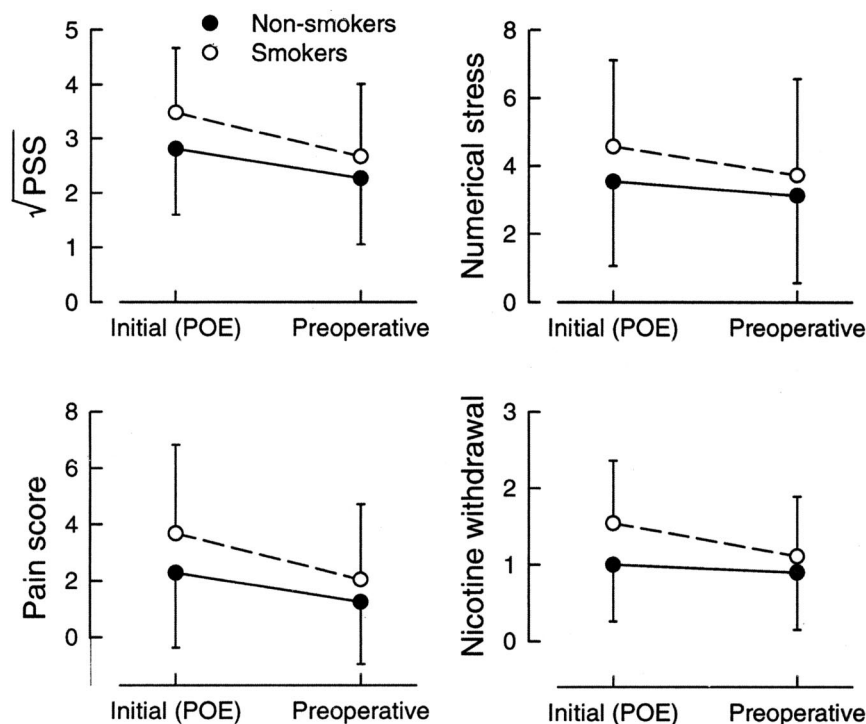 Non-smokers
Smokers
√PSS
5
4
3
2
1
0
Initial (POE) Preoperative
Numerical stress
8
6
4
2
0
Initial (POE) Preoperative
Pain score
8
6
4
2
0
Initial (POE) Preoperative
Nicotine withdrawal
3
2
1
0
Initial (POE) Preoperative